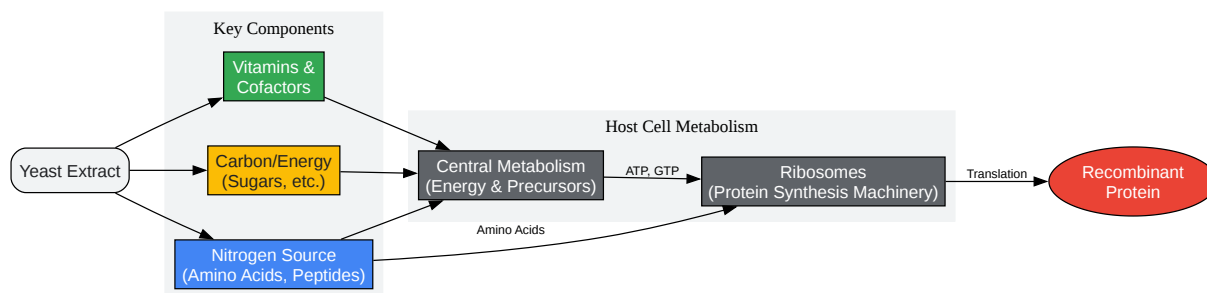 Key Components
Vitamins &
Cofactors
Host Cell Metabolism
Yeast Extract
Carbon/Energy
(Sugars, etc.)
Central Metabolism
(Energy & Precursors)
ATP, GTP
Ribosomes
(Protein Synthesis Machinery)
Translation
Recombinant
Protein
Amino Acids
Nitrogen Source
(Amino Acids, Peptides)